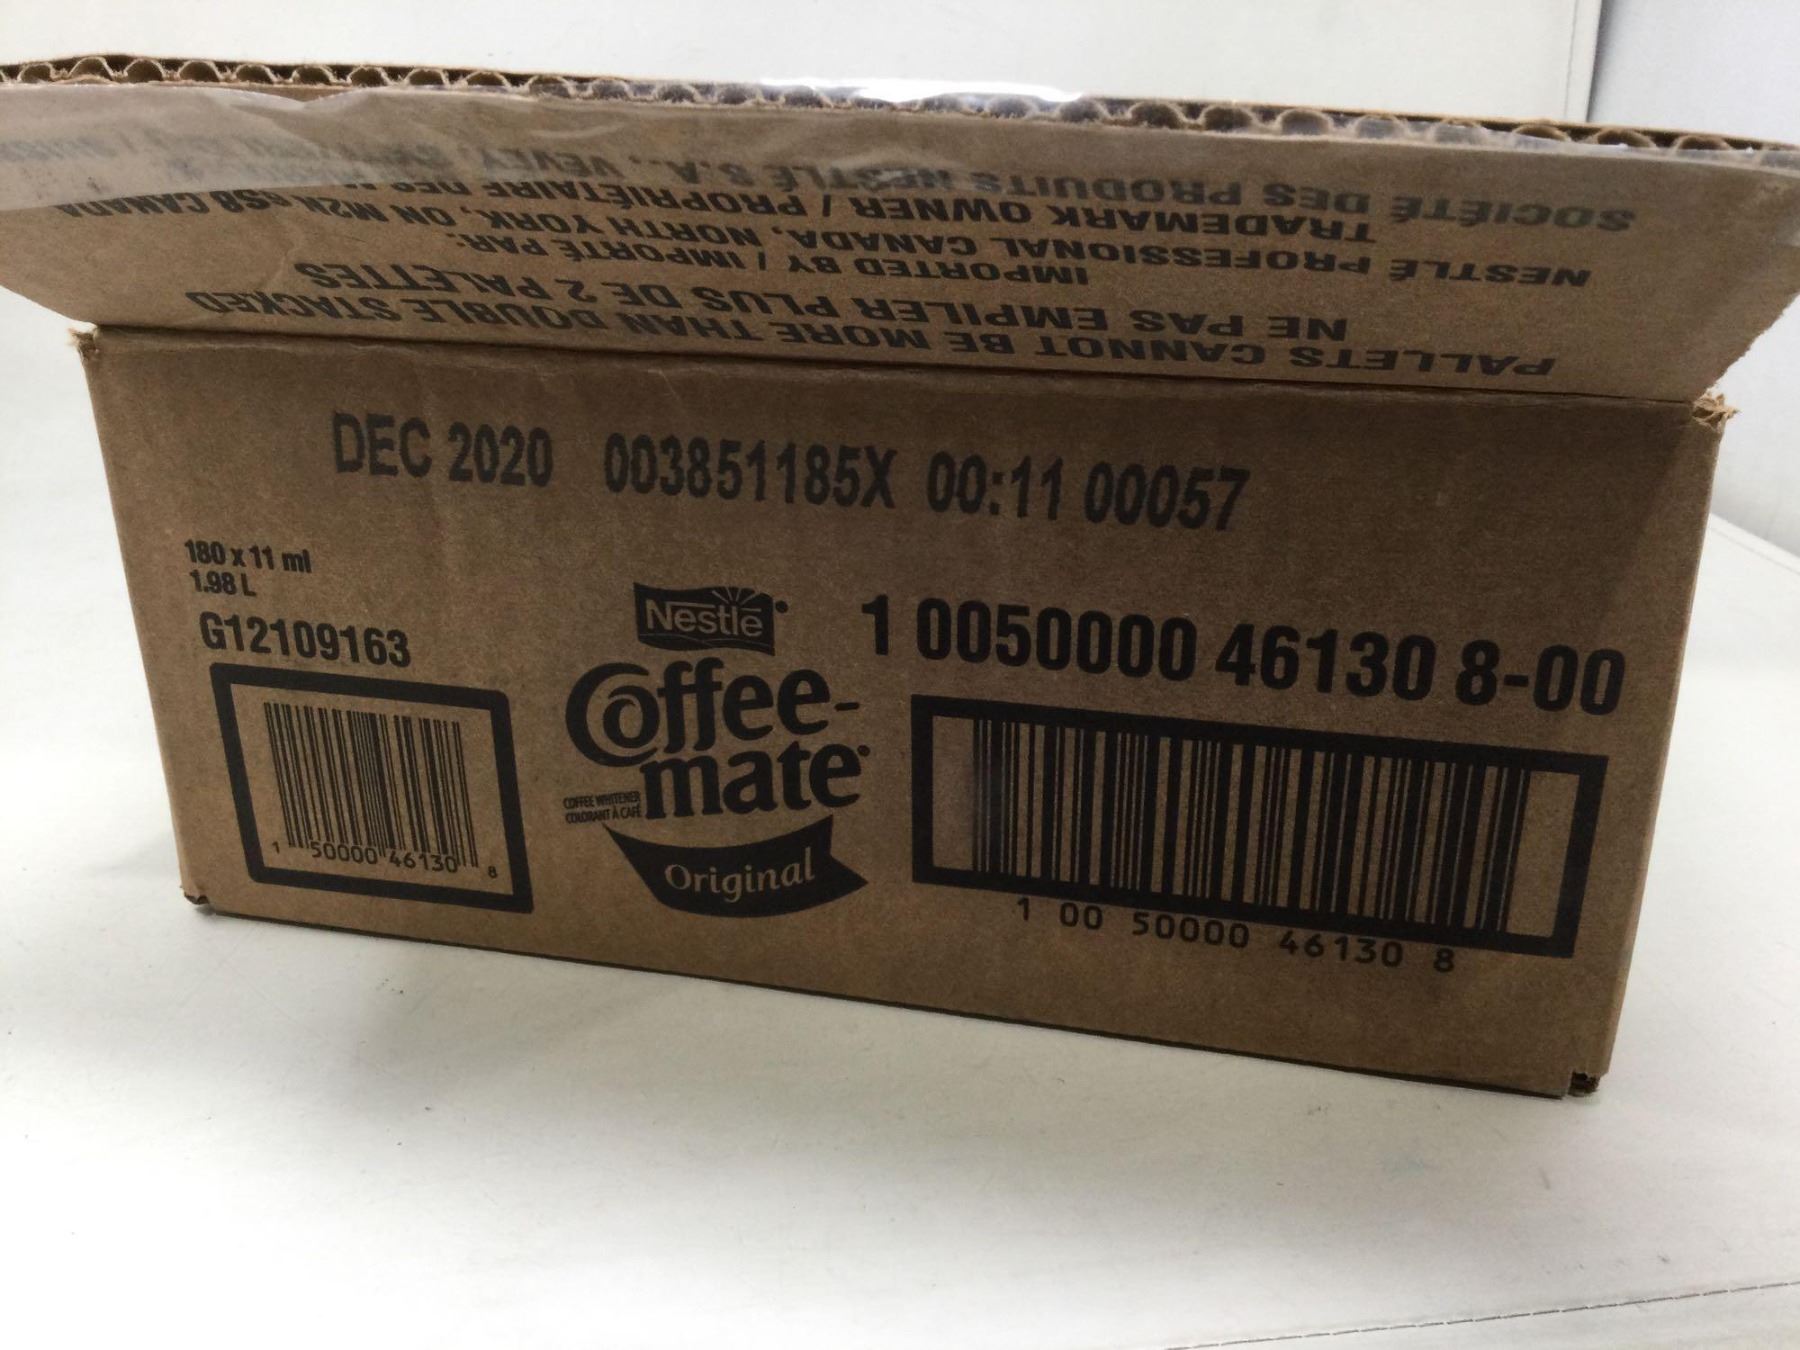 PALLETS CANNOT BE MORE THAN DOUBLE STACKED
NE PAS EMPILER PLUS DE 2 PALETTES
IMPORTED BY / IMPORTÉ PAR:
NESTLÉ PROFESSIONAL CANADA, NORTH YORK, ON M2N 6S8 CANADA
TRADEMARK OWNER / PROPRIÉTAIRE DES
SOCIÉTÉ DES PRODUITS NESTLÉ S.A., VEVEY,
DEC 2020 003851185X 00:11 00057
180 x 11 ml
1.98 L
G12109163
1 50000 46130 8
Nestlé
Coffee-
mate
COFFEE WHITENER
COLORANT À CAFÉ
Original
1 0050000 46130 8-00
1 00 50000 46130 8